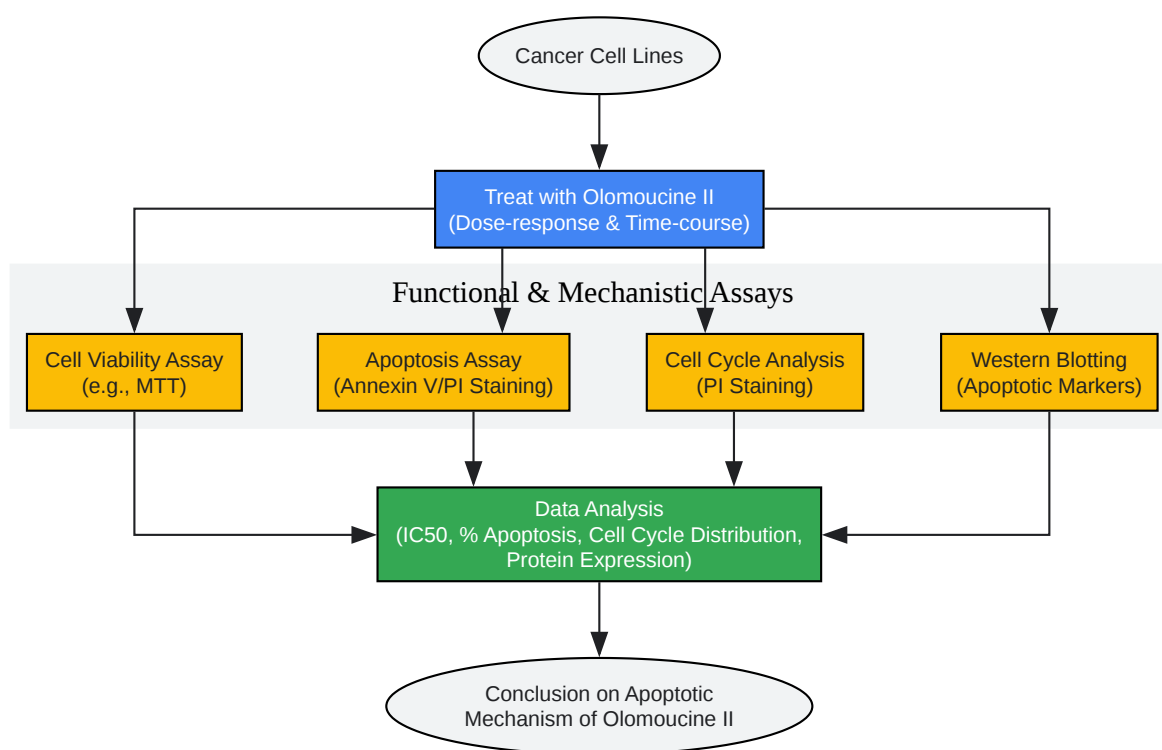 Cancer Cell Lines
Treat with Olomoucine II
(Dose-response & Time-course)
Functional & Mechanistic Assays
Cell Viability Assay
(e.g., MTT)
Apoptosis Assay
(Annexin V/PI Staining)
Cell Cycle Analysis
(PI Staining)
Western Blotting
(Apoptotic Markers)
Data Analysis
(IC50, % Apoptosis, Cell Cycle Distribution,
Protein Expression)
Conclusion on Apoptotic
Mechanism of Olomoucine II